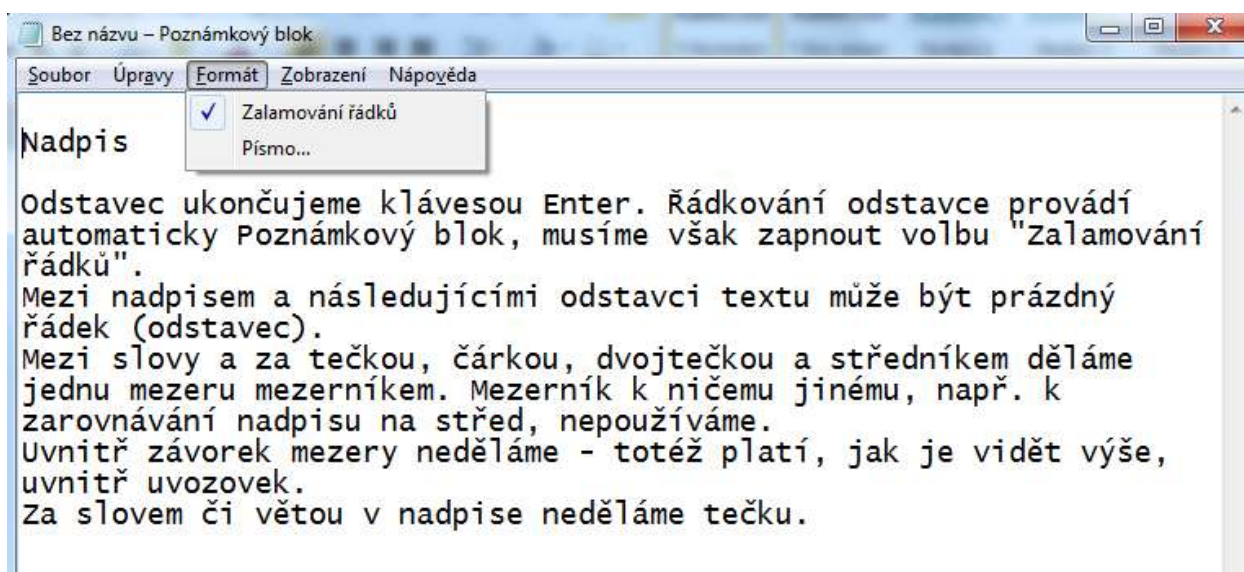 Bez názvu – Poznámkový blok
Soubor Úpravy Formát Zobrazení Nápověda
Zalamování řádků
Písmo...
Nadpis
Odstavec ukončujeme klávesou Enter. Řádkování odstavce provádí
automaticky Poznámkový blok, musíme však zapnout volbu "Zalamování
řádků".
Mezi nadpisem a následujícími odstavci textu může být prázdný
řádek (odstavec).
Mezi slovy a za tečkou, čárkou, dvojtečkou a středníkem děláme
jednu mezeru mezerníkem. Mezerník k ničemu jinému, např. k
zarovnávání nadpisu na střed, nepoužíváme.
Uvnitř závorek mezery neděláme - totéž platí, jak je vidět výše,
uvnitř uvozovek.
Za slovem či větou v nadpise neděláme tečku.